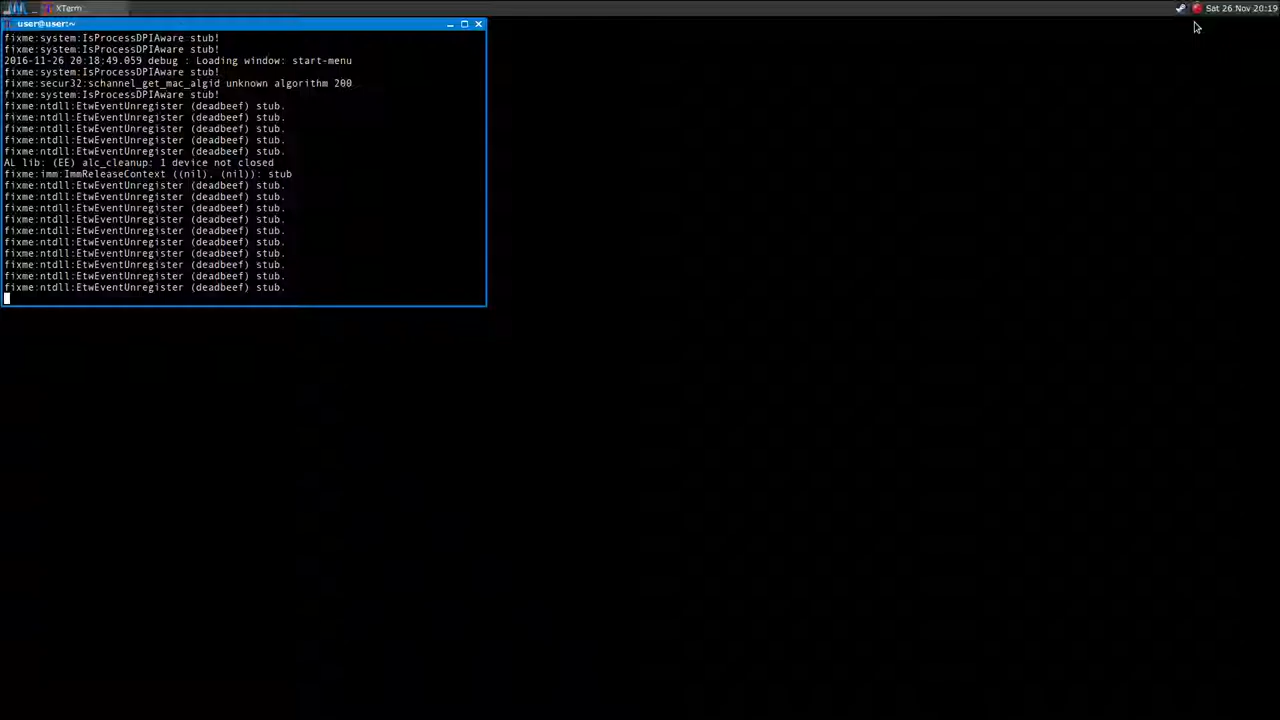 XTerm
Sat 26 Nov 20:19
user@user:~
fixme:system:IsProcessDPIAware stub!
fixme:system:IsProcessDPIAware stub!
2016-11-26 20:18:49.059 debug : Loading window: start-menu
fixme:system:IsProcessDPIAware stub!
fixme:secur32:schannel_get_mac_algid unknown algorithm 200
fixme:system:IsProcessDPIAware stub!
fixme:ntdll:EtwEventUnregister (deadbeef) stub.
fixme:ntdll:EtwEventUnregister (deadbeef) stub.
fixme:ntdll:EtwEventUnregister (deadbeef) stub.
fixme:ntdll:EtwEventUnregister (deadbeef) stub.
fixme:ntdll:EtwEventUnregister (deadbeef) stub.
AL lib: (EE) alc_cleanup: 1 device not closed
fixme:imm:ImmReleaseContext ((nil), (nil)): stub
fixme:ntdll:EtwEventUnregister (deadbeef) stub.
fixme:ntdll:EtwEventUnregister (deadbeef) stub.
fixme:ntdll:EtwEventUnregister (deadbeef) stub.
fixme:ntdll:EtwEventUnregister (deadbeef) stub.
fixme:ntdll:EtwEventUnregister (deadbeef) stub.
fixme:ntdll:EtwEventUnregister (deadbeef) stub.
fixme:ntdll:EtwEventUnregister (deadbeef) stub.
fixme:ntdll:EtwEventUnregister (deadbeef) stub.
fixme:ntdll:EtwEventUnregister (deadbeef) stub.
fixme:ntdll:EtwEventUnregister (deadbeef) stub.